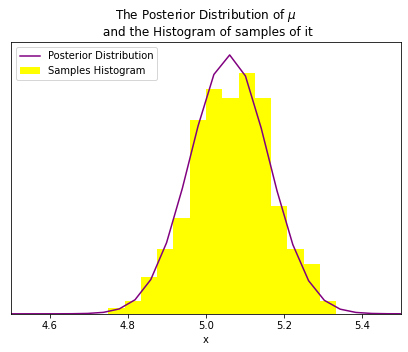 The Posterior Distribution of μ
and the Histogram of samples of it
Posterior Distribution
Samples Histogram
4.6 4.8 5.0 5.2 5.4
x